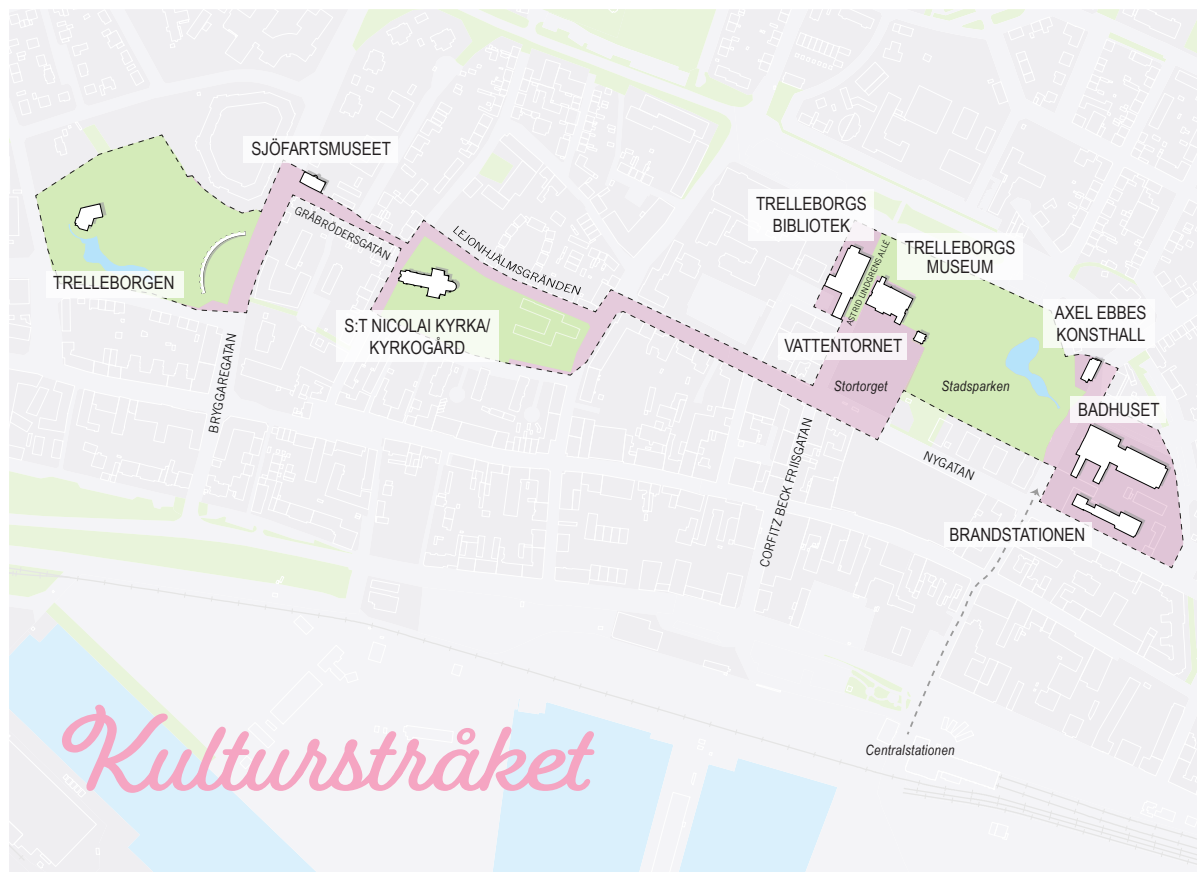 SJÖFARTSMUSEET
GRÅBRÖDERSGATAN
LEJONHJÄLMSGRÄNDEN
TRELLEBORGEN
BRYGGAREGATAN
S:T NICOLAI KYRKA/
KYRKOGÅRD
TRELLEBORGS
BIBLIOTEK
ASTRID LINDGRENS ALLÉ
TRELLEBORGS
MUSEUM
VATTENTORNET
AXEL EBBES
KONSTHALL
Stortorget
Stadsparken
BADHUSET
CORFITZ BECK FRIISGATAN
NYGATAN
BRANDSTATIONEN
Centralstationen
Kulturstråket